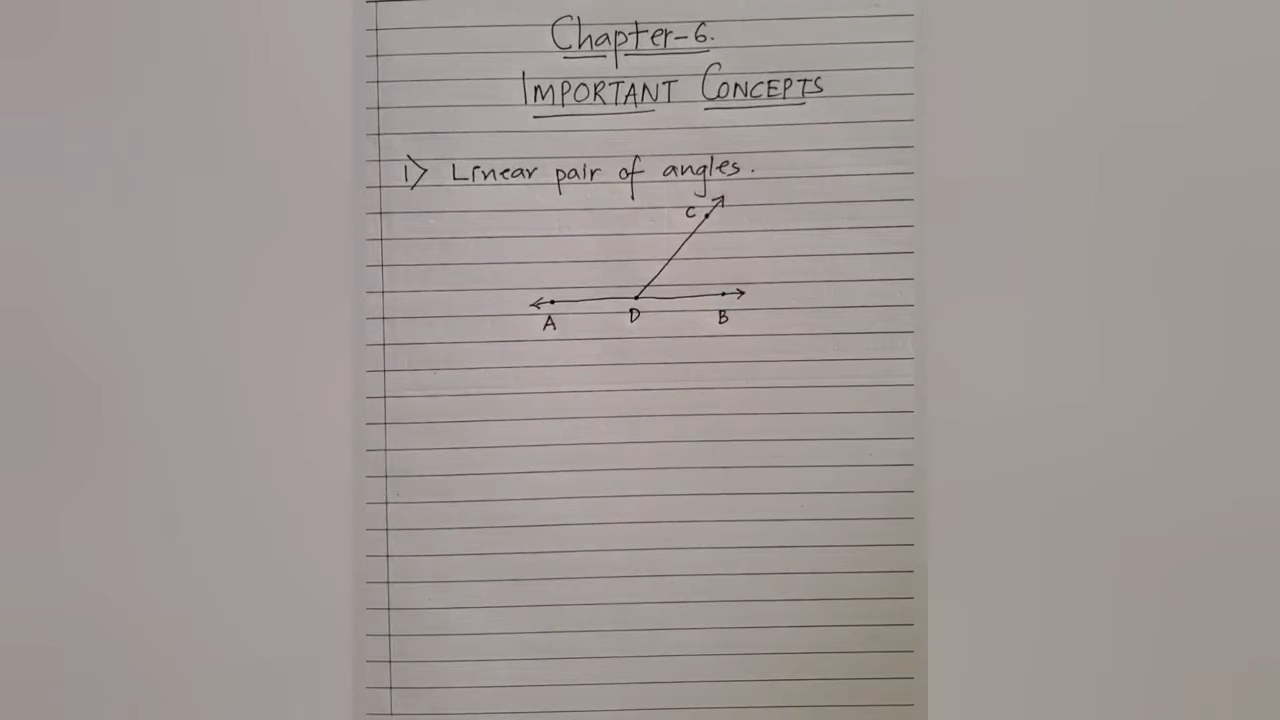 Chapter-6.
IMPORTANT CONCEPTS
1> Linear pair of angles.
C
A D B